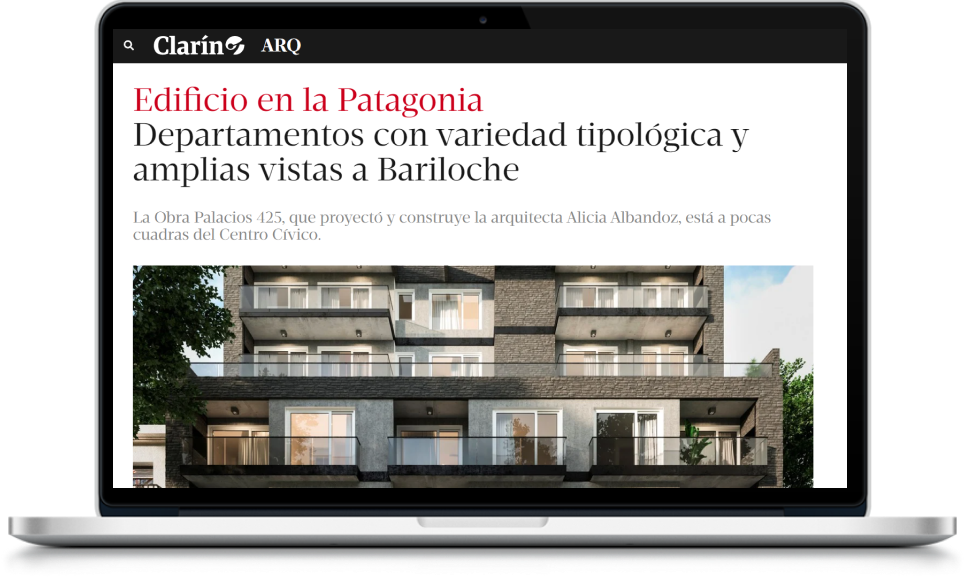 Clarín ARQ
Edificio en la Patagonia
Departamentos con variedad tipológica y
amplias vistas a Bariloche
La Obra Palacios 425, que proyectó y construye la arquitecta Alicia Albandoz, está a pocas
cuadras del Centro Cívico.